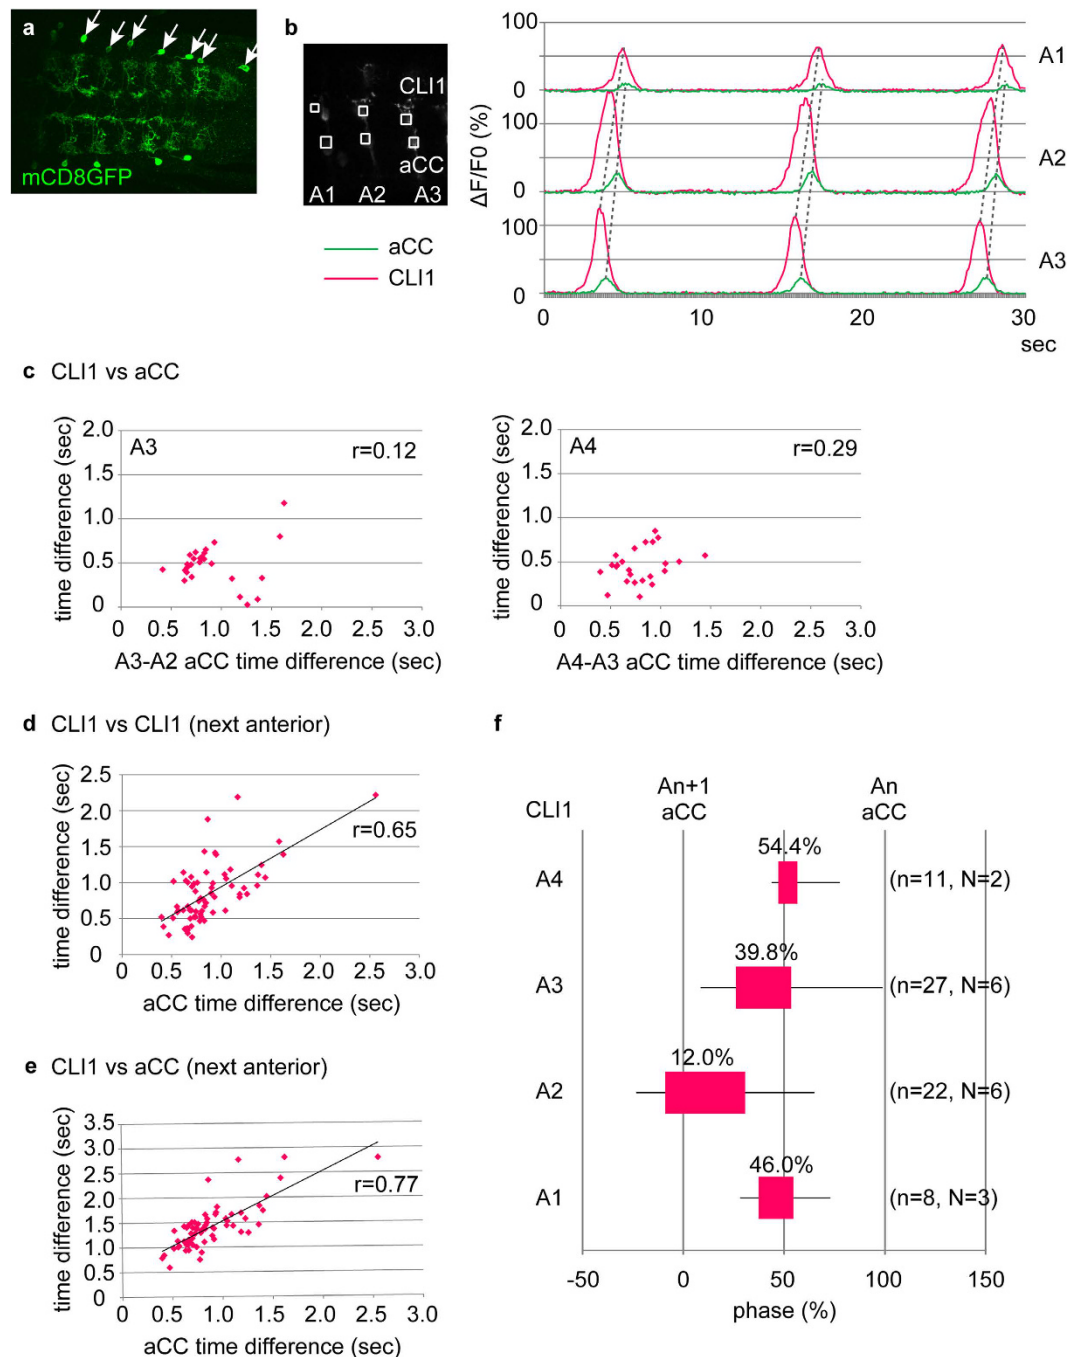 a
mCD8GFP
b
CLI1
aCC
A1 A2 A3
aCC
CLI1
ΔF/F0 (%)
100
0
100
0
100
0
A1
A2
A3
0 10 20 30
sec
c CLI1 vs aCC
time difference (sec)
2.0
1.5
1.0
0.5
0
A3
r=0.12
0 0.5 1.0 1.5 2.0 2.5 3.0
A3-A2 aCC time difference (sec)
time difference (sec)
2.0
1.5
1.0
0.5
0
A4
r=0.29
0 0.5 1.0 1.5 2.0 2.5 3.0
A4-A3 aCC time difference (sec)
d CLI1 vs CLI1 (next anterior)
time difference (sec)
2.5
2.0
1.5
1.0
0.5
0
r=0.65
0 0.5 1.0 1.5 2.0 2.5 3.0
aCC time difference (sec)
e CLI1 vs aCC (next anterior)
time difference (sec)
3.5
3.0
2.5
2.0
1.5
1.0
0.5
0
r=0.77
0 0.5 1.0 1.5 2.0 2.5 3.0
aCC time difference (sec)
f
CLI1
An+1
aCC
An
aCC
A4
54.4%
(n=11, N=2)
A3
39.8%
(n=27, N=6)
A2
12.0%
(n=22, N=6)
A1
46.0%
(n=8, N=3)
-50 0 50 100 150
phase (%)